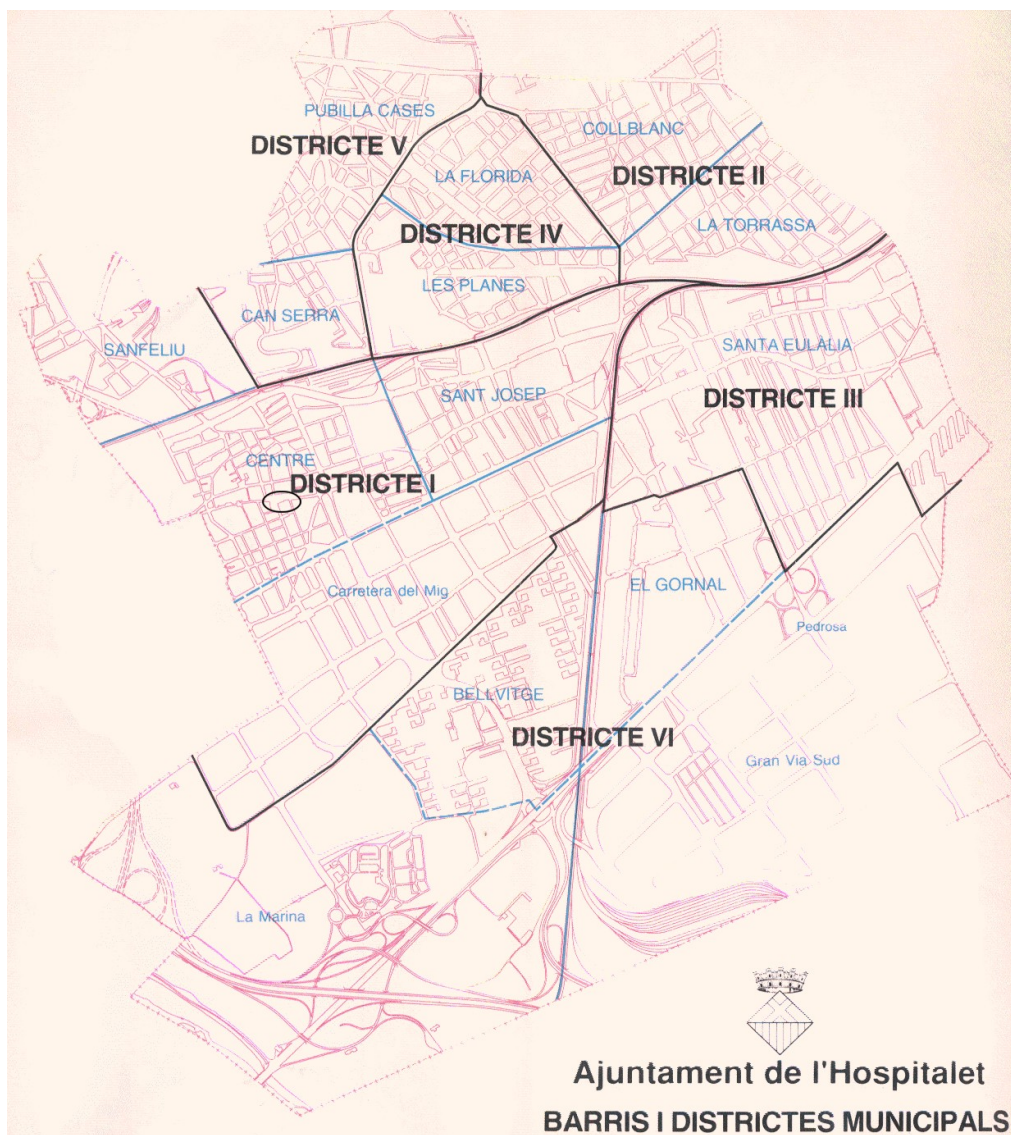 PUBILLA CASES
COLLBLANC
DISTRICTE V
LA FLORIDA
DISTRICTE II
LA TORRASSA
DISTRICTE IV
LES PLANES
CAN SERRA
SANFELIU
SANTA EULÀLIA
SANT JOSEP
DISTRICTE III
CENTRE
DISTRICTE I
Carretera del Mig
EL GORNAL
Pedrosa
BELLVITGE
DISTRICTE VI
Gran Via Sud
La Marina
Ajuntament de l'Hospitalet
BARRIS I DISTRICTES MUNICIPALS